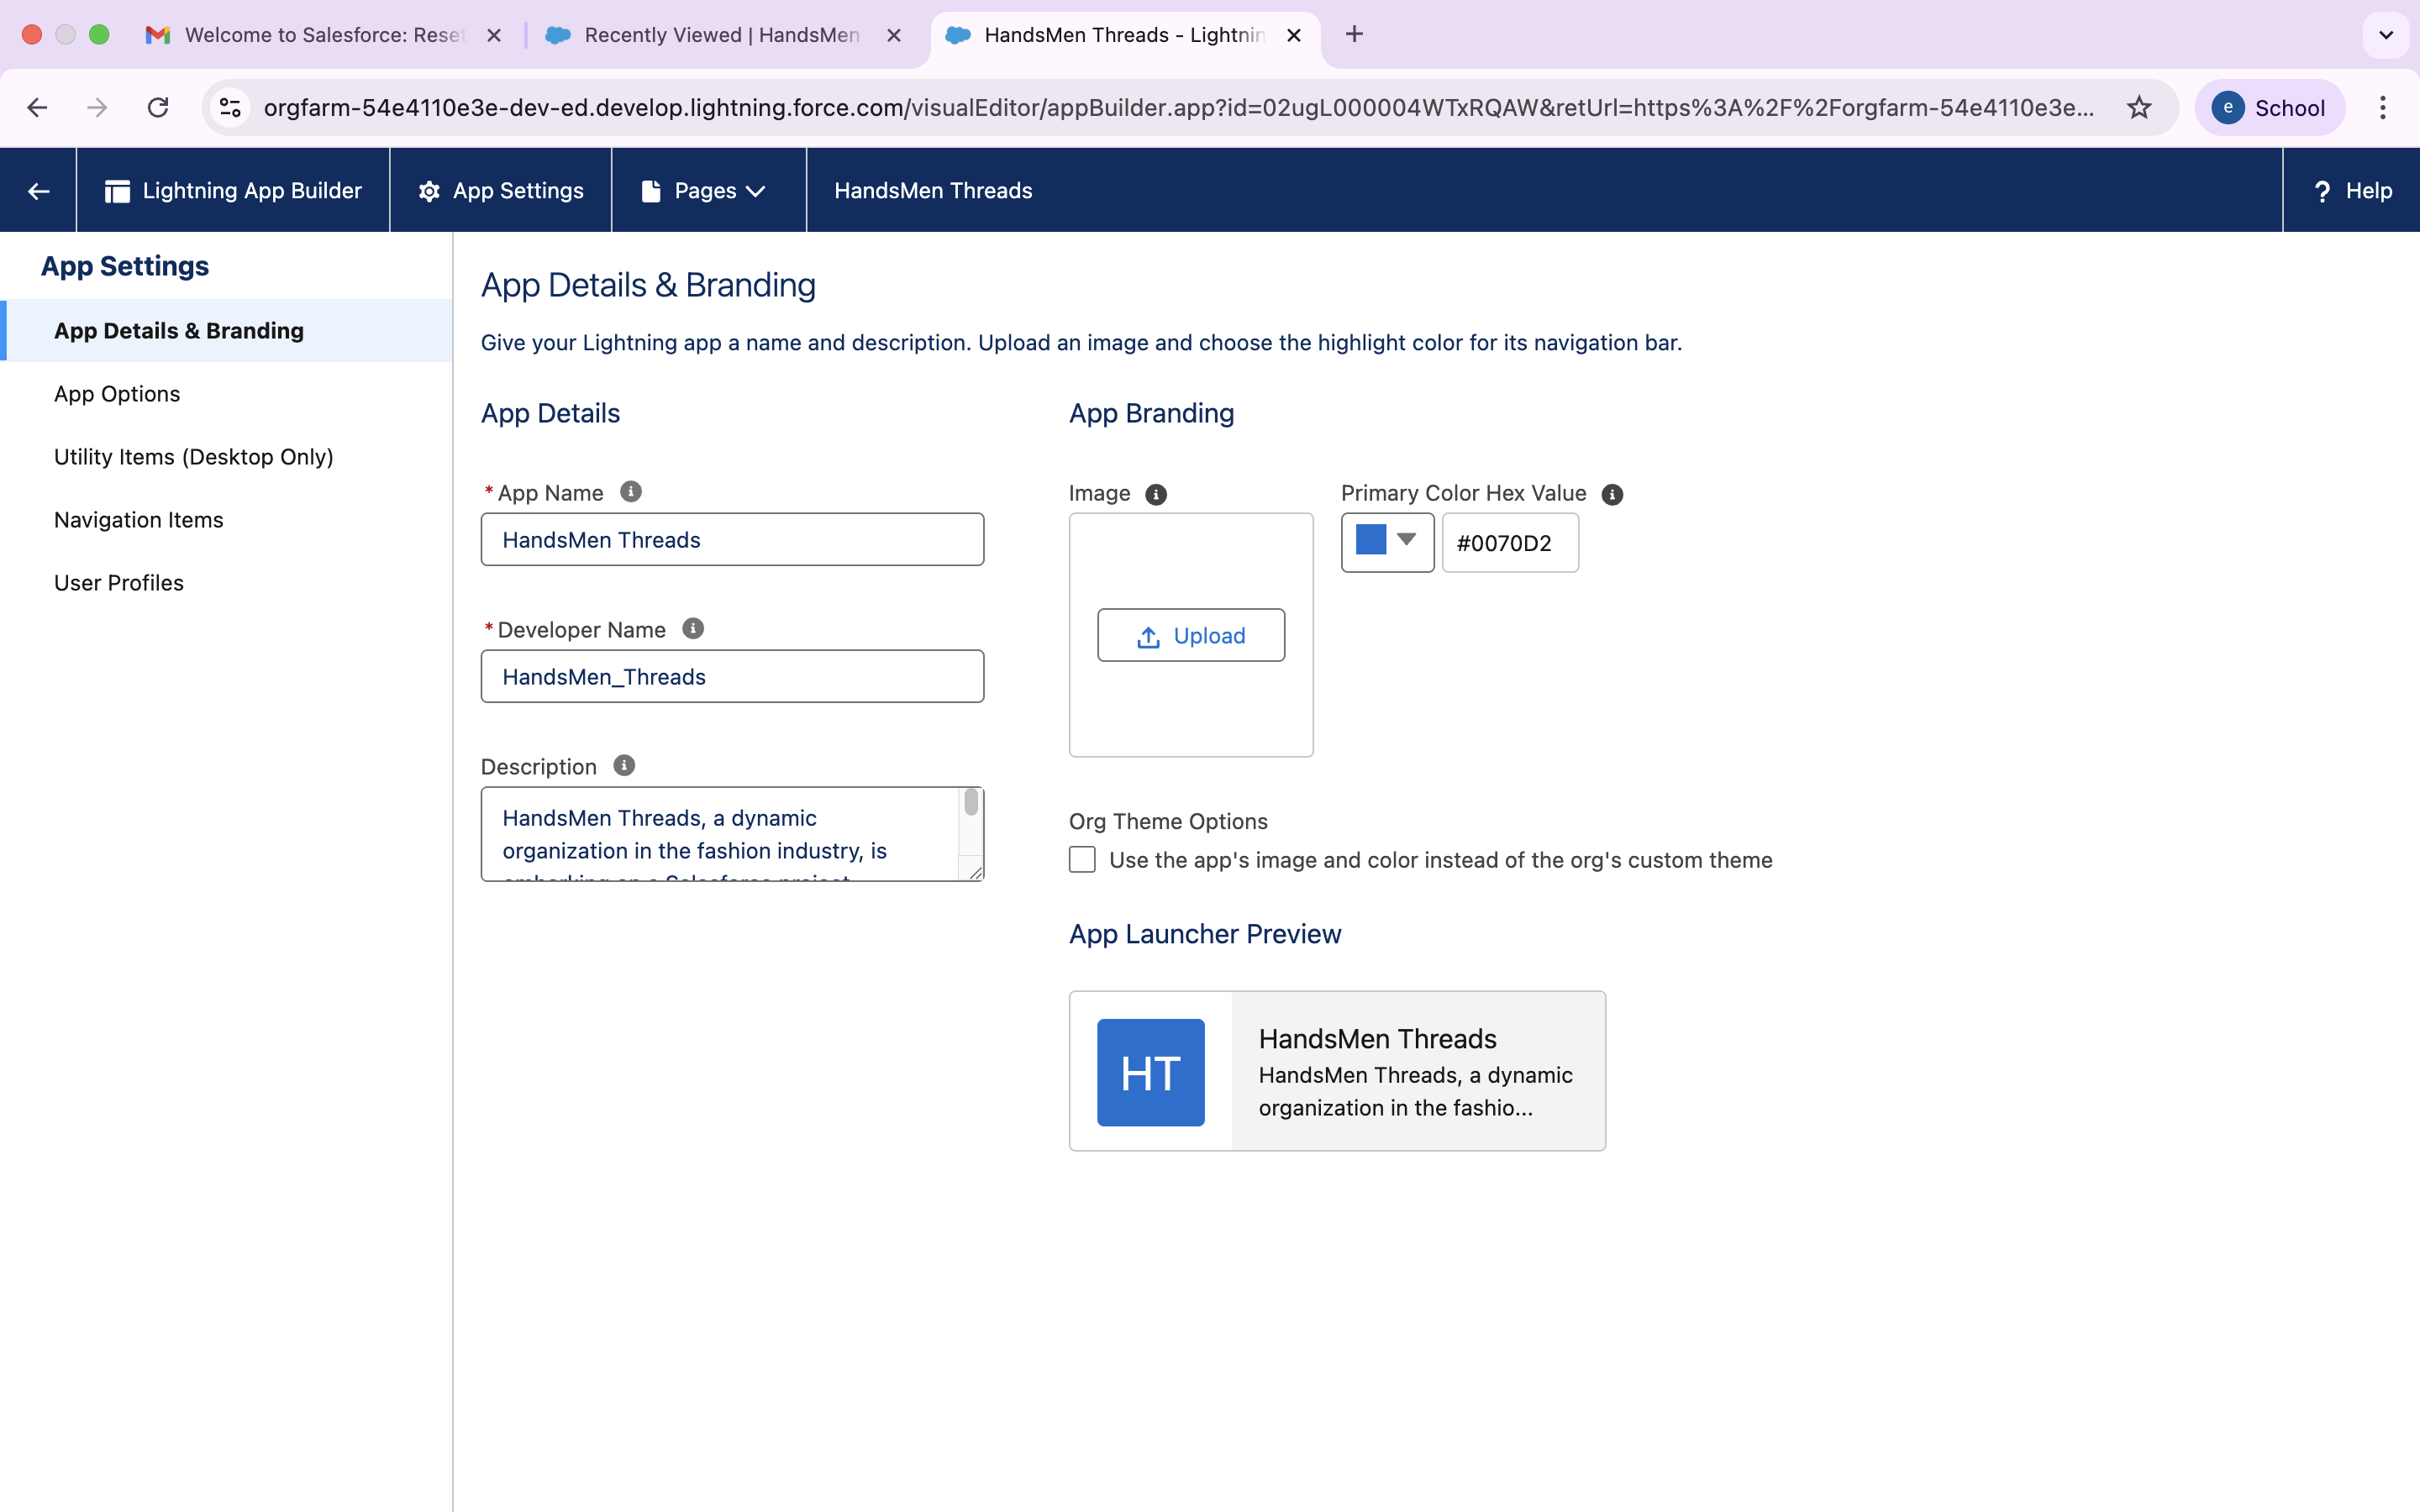 Welcome to Salesforce: Reset
Recently Viewed | HandsMen
HandsMen Threads - Lightnin
orgfarm-54e4110e3e-dev-ed.develop.lightning.force.com/visualEditor/appBuilder.app?id=02ugL000004WTxRQAW&retUrl=https%3A%2F%2Forgfarm-54e4110e3e...
e School
Lightning App Builder
App Settings
Pages
HandsMen Threads
? Help
App Settings
App Details & Branding
App Options
Utility Items (Desktop Only)
Navigation Items
User Profiles
App Details & Branding
Give your Lightning app a name and description. Upload an image and choose the highlight color for its navigation bar.
App Details
* App Name
HandsMen Threads
* Developer Name
HandsMen_Threads
Description
HandsMen Threads, a dynamic
organization in the fashion industry, is
embarking on a Salesforce project
App Branding
Image
Upload
Primary Color Hex Value
#0070D2
Org Theme Options
Use the app's image and color instead of the org's custom theme
App Launcher Preview
HT
HandsMen Threads
HandsMen Threads, a dynamic
organization in the fashio...